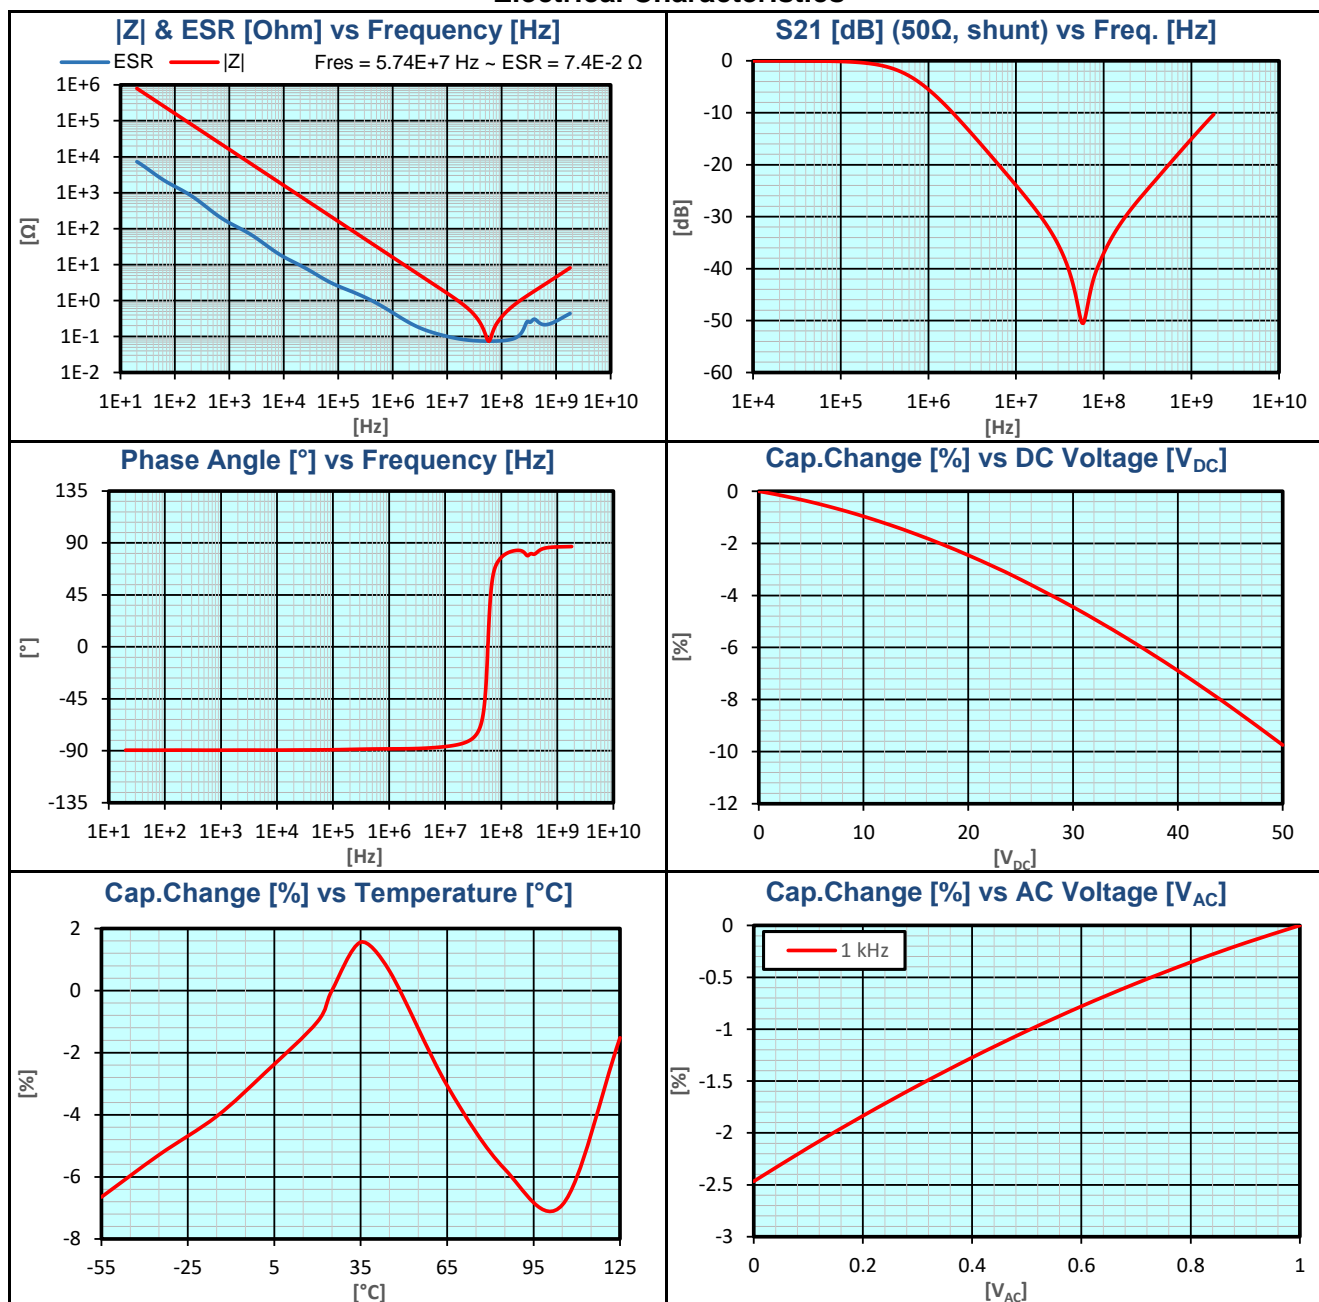 Electrical Characteristics
|Z| & ESR [Ohm] vs Frequency [Hz]
ESR |Z| Fres = 5.74E+7 Hz ~ ESR = 7.4E-2 Ω
1E+6
1E+5
1E+4
1E+3
1E+2
1E+1
1E+0
1E-1
1E-2
[Ω]
1E+1 1E+2 1E+3 1E+4 1E+5 1E+6 1E+7 1E+8 1E+9 1E+10
[Hz]
S21 [dB] (50Ω, shunt) vs Freq. [Hz]
0
-10
-20
-30
-40
-50
-60
[dB]
1E+4 1E+5 1E+6 1E+7 1E+8 1E+9 1E+10
[Hz]
Phase Angle [°] vs Frequency [Hz]
135
90
45
0
-45
-90
-135
[°]
1E+1 1E+2 1E+3 1E+4 1E+5 1E+6 1E+7 1E+8 1E+9 1E+10
[Hz]
Cap.Change [%] vs DC Voltage [VDC]
0
-2
-4
-6
-8
-10
-12
[%]
0 10 20 30 40 50
[VDC]
Cap.Change [%] vs Temperature [°C]
2
0
-2
-4
-6
-8
[%]
-55 -25 5 35 65 95 125
[°C]
Cap.Change [%] vs AC Voltage [VAC]
1 kHz
0
-0.5
-1
-1.5
-2
-2.5
-3
[%]
0 0.2 0.4 0.6 0.8 1
[VAC]